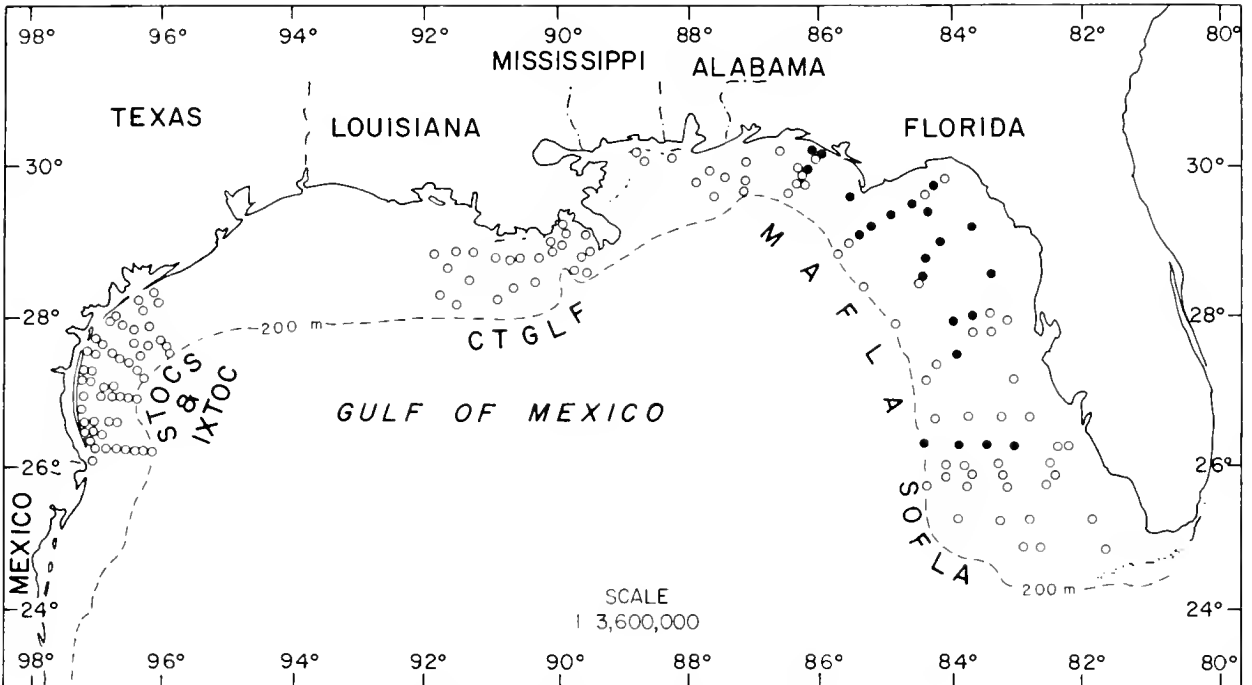 98° 96° 94° 92° 90° 88° 86° 84° 82° 80°
MISSISSIPPI
ALABAMA
TEXAS
LOUISIANA
FLORIDA
30° 30°
MAFLA
28° 28°
200 m
CTGLF
STOCS
&
IXTOC
GULF OF MEXICO
26° 26°
SOFLA
MEXICO
200 m
SCALE
1 3,600,000
24° 24°
98° 96° 94° 92° 90° 88° 86° 84° 82° 80°